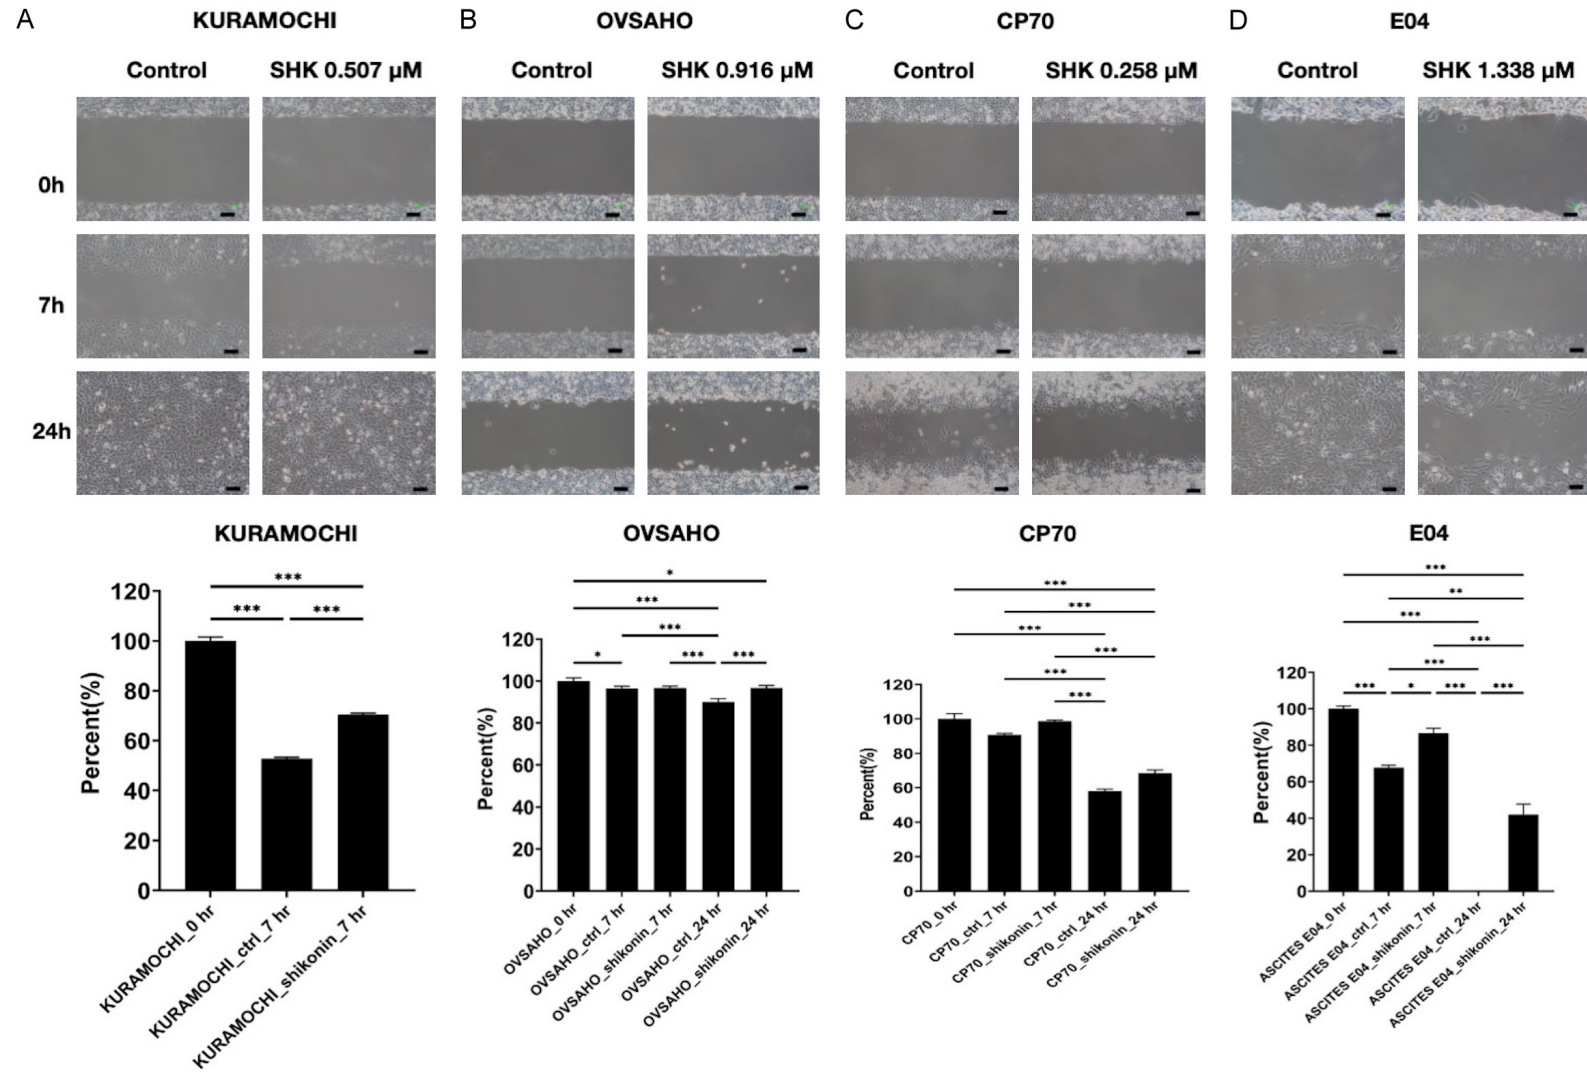 A KURAMOCHI B OVSAHO C CP70 D E04
Control SHK 0.507 µM Control SHK 0.916 µM Control SHK 0.258 µM Control SHK 1.338 µM
0h
7h
24h
KURAMOCHI
***
*** ***
Percent(%)
120
100
80
60
40
20
0
KURAMOCHI_0 hr
KURAMOCHI_ctrl_7 hr
KURAMOCHI_shikonin_7 hr
OVSAHO
*
***
***
* *** ***
Percent(%)
120
100
80
60
40
20
0
OVSAHO_0 hr
OVSAHO_ctrl_7 hr
OVSAHO_shikonin_7 hr
OVSAHO_ctrl_24 hr
OVSAHO_shikonin_24 hr
CP70
***
***
***
***
***
***
Percent(%)
120
100
80
60
40
20
0
CP70_0 hr
CP70_ctrl_7 hr
CP70_shikonin_7 hr
CP70_ctrl_24 hr
CP70_shikonin_24 hr
E04
***
**
***
***
***
*** * *** ***
Percent(%)
120
100
80
60
40
20
0
ASCITES E04_0 hr
ASCITES E04_ctrl_7 hr
ASCITES E04_shikonin_7 hr
ASCITES E04_ctrl_24 hr
ASCITES E04_shikonin_24 hr